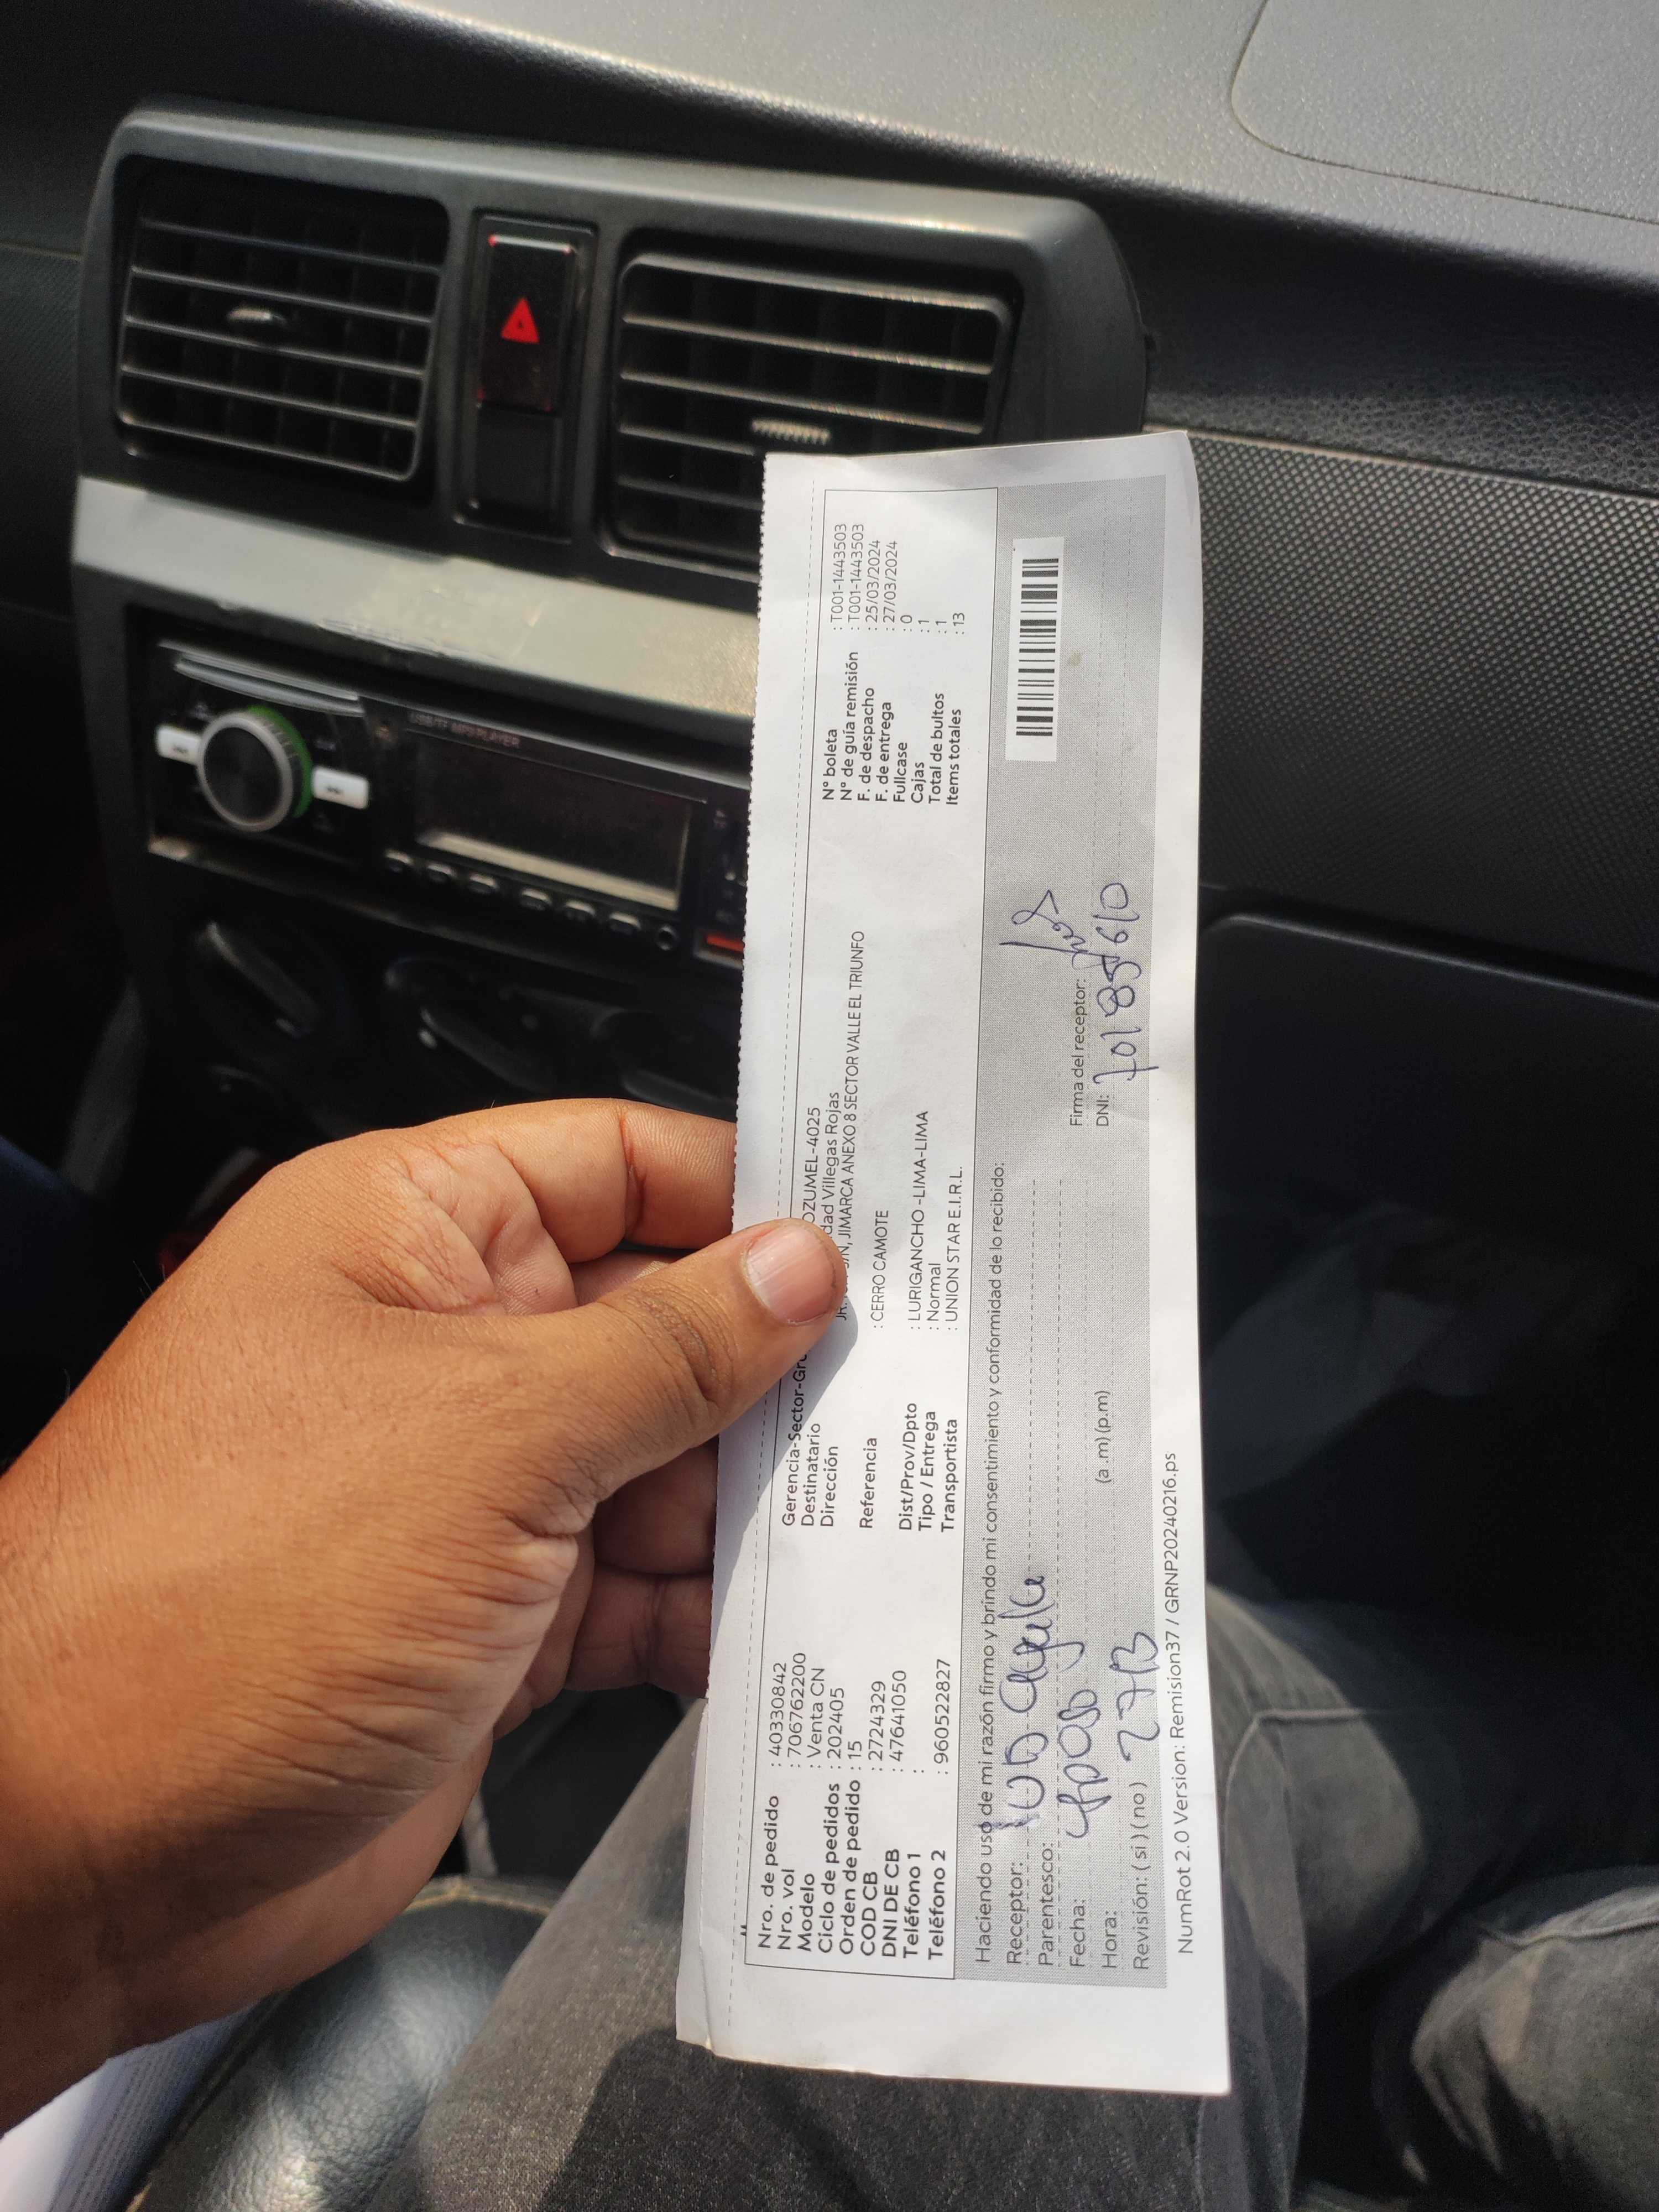 Nro. de pedido : 40330842
Nro. vol : 706762200
Modelo : Venta CN
Ciclo de pedidos : 202405
Orden de pedido : 15
COD CB : 2724329
DNI DE CB : 47641050
Teléfono 1 :
Teléfono 2 : 960522827
Gerencia-Sector-Gru OZUMEL-4025
Destinatario dad Villegas Rojas
Dirección JIMARCA ANEXO 8 SECTOR VALLE EL TRIUNFO
Referencia : CERRO CAMOTE
Dist/Prov/Dpto : LURIGANCHO -LIMA-LIMA
Tipo / Entrega : Normal
Transportista : UNION STAR E.I.R.L.
N° boleta : T001-1443503
N° de guía remisión : T001-1443503
F. de despacho : 25/03/2024
F. de entrega : 27/03/2024
Fullcase : 0
Cajas : 1
Total de bultos : 1
Items totales : 13
Haciendo uso de mi razón firmo y brindo mi consentimiento y conformidad de lo recibido:
Receptor:
Parentesco:
Fecha:
Hora: (a .m) (p.m)
Revisión: ( si ) ( no )
Firma del receptor:
DNI:
NumRot 2.0 Version: Remision37 / GRNP20240216.ps
USB/TF MP3 PLAYER